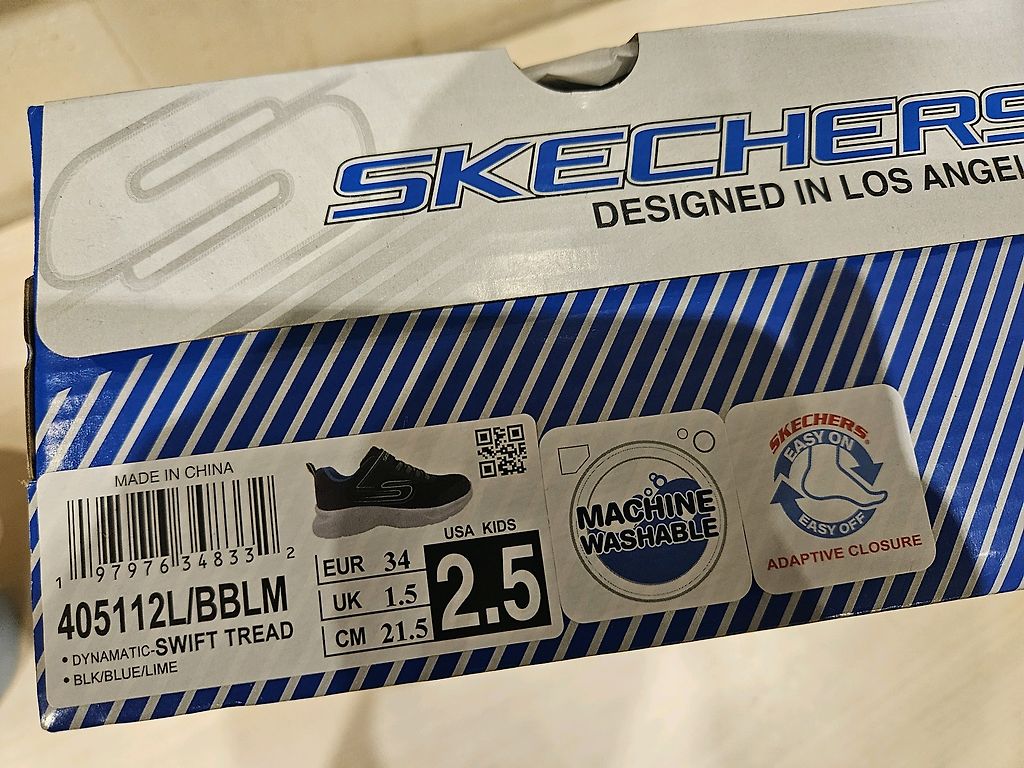 SKECHERS
DESIGNED IN LOS ANGEL
MADE IN CHINA
1 97976 34833 2
405112L/BBLM
• DYNAMATIC-SWIFT TREAD
• BLK/BLUE/LIME
USA KIDS
2.5
EUR 34
UK 1.5
CM 21.5
MACHINE
WASHABLE
SKECHERS.
EASY ON
EASY OFF
ADAPTIVE CLOSURE